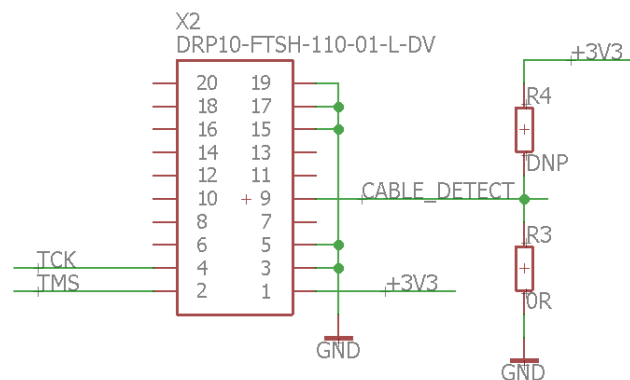 X2
DRP10-FTSH-110-01-L-DV
+3V3
20 19
R4
18 17
16 15
14 13
DNP
12 11
10 9 CABLE_DETECT
8 7
R3
6 5
TCK 4 3
TMS 2 1 +3V3
0R
GND
GND